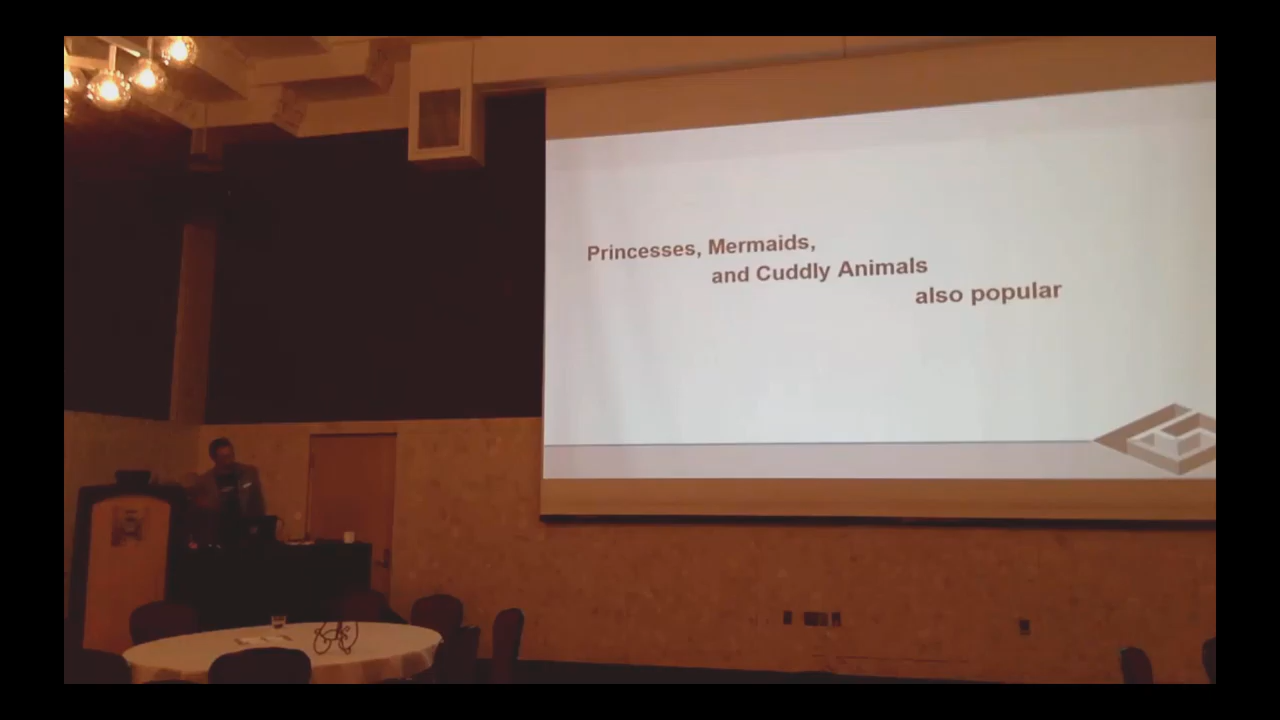 Princesses, Mermaids,
and Cuddly Animals
also popular